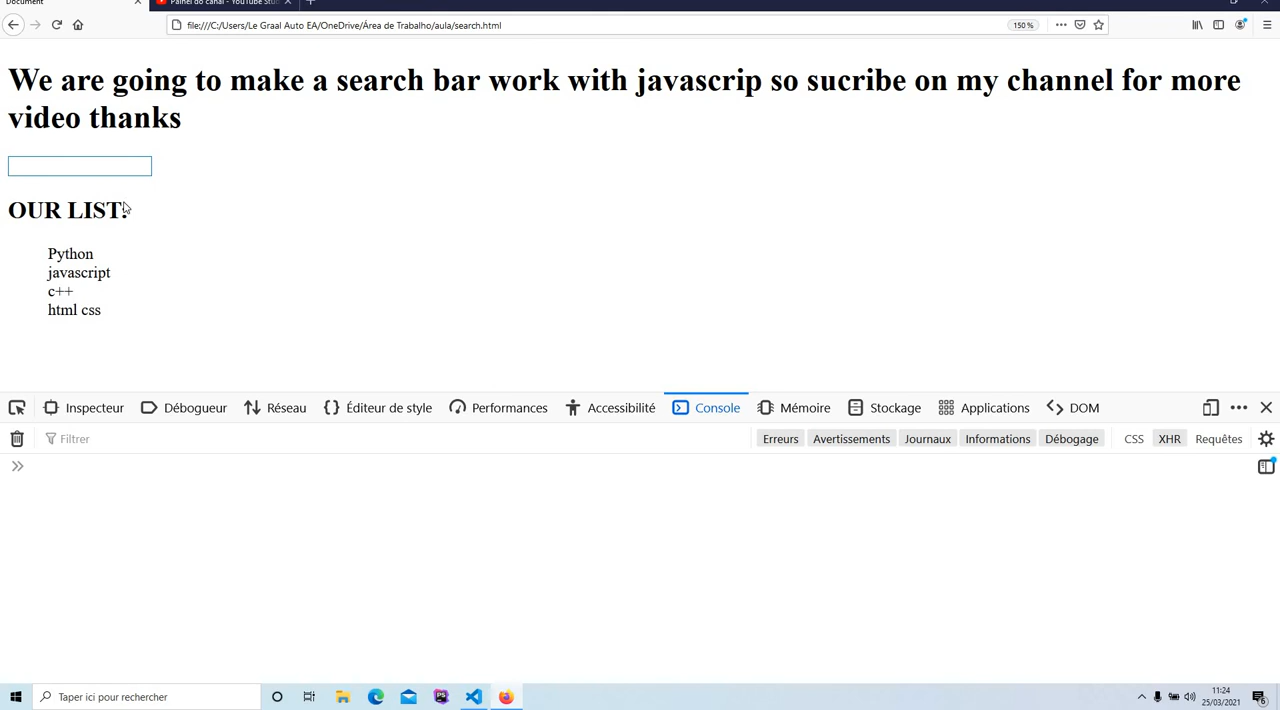 Document
Painel do canal - YouTube Stu
file:///C:/Users/Le Graal Auto EA/OneDrive/Área de Trabalho/aula/search.html
150 %
We are going to make a search bar work with javascrip so sucribe on my channel for more
video thanks
OUR LIST:
Python
javascript
c++
html css
Inspecteur
Débogueur
Réseau
Éditeur de style
Performances
Accessibilité
Console
Mémoire
Stockage
Applications
DOM
Filtrer
Erreurs
Avertissements
Journaux
Informations
Débogage
CSS
XHR
Requêtes
Taper ici pour rechercher
11:24
25/03/2021